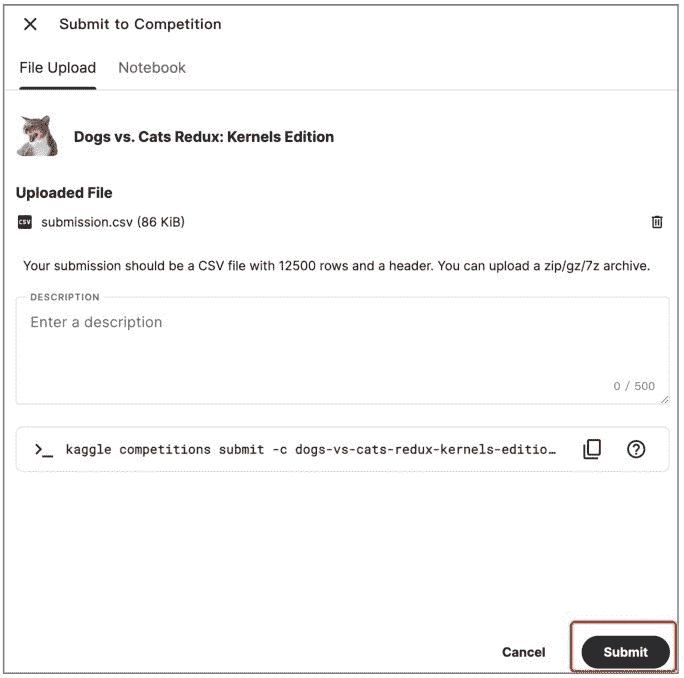 Submit to Competition
File Upload Notebook
Dogs vs. Cats Redux: Kernels Edition
Uploaded File
CSV submission.csv (86 KiB)
Your submission should be a CSV file with 12500 rows and a header. You can upload a zip/gz/7z archive.
DESCRIPTION
Enter a description
0 / 500
>_ kaggle competitions submit -c dogs-vs-cats-redux-kernels-editio…
Cancel Submit